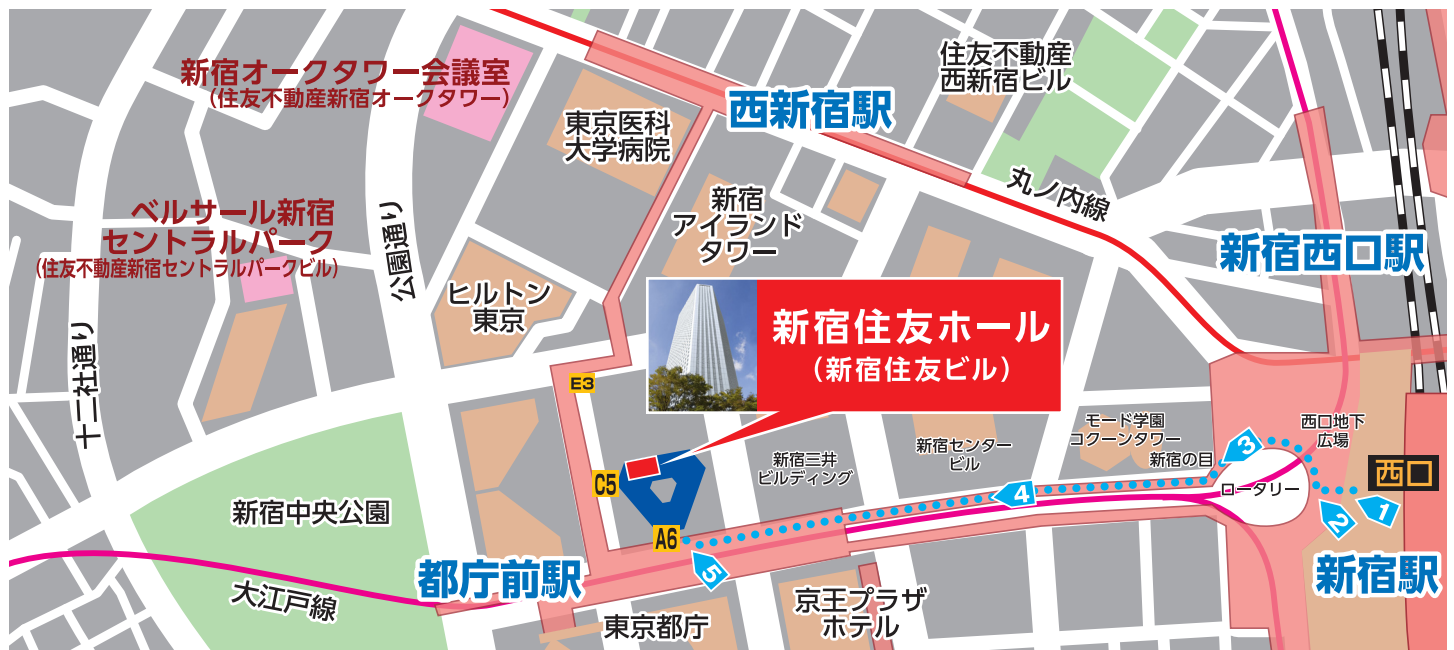 新宿オークタワー会議室
(住友不動産新宿オークタワー)
東京医科
大学病院
西新宿駅
住友不動産
西新宿ビル
丸ノ内線
ベルサール新宿
セントラルパーク
(住友不動産新宿セントラルパークビル)
公園通り
新宿
アイランド
タワー
新宿西口駅
ヒルトン
東京
新宿住友ホール
(新宿住友ビル)
十二社通り
E3
モード学園
コクーンタワー
西口地下
広場
新宿センター
ビル
新宿三井
ビルディング
新宿の目
3
西口
C5
4
ロータリー
1
2
新宿中央公園
A6
5
都庁前駅
新宿駅
大江戸線
東京都庁
京王プラザ
ホテル